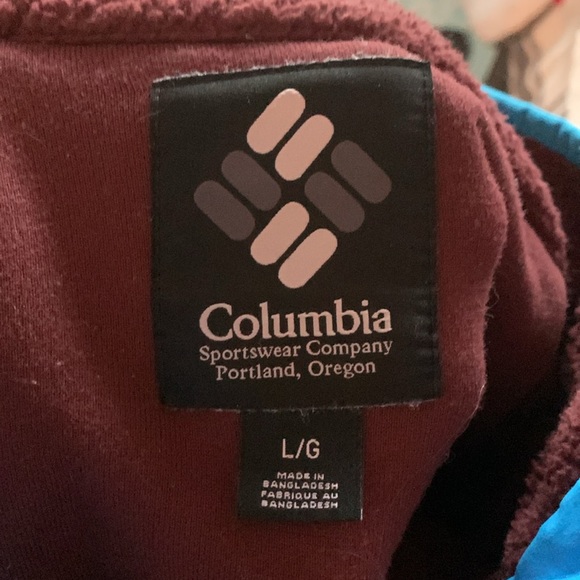 Columbia
Sportswear Company
Portland, Oregon
L/G
MADE IN
BANGLADESH
FABRIQUE AU
BANGLADESH